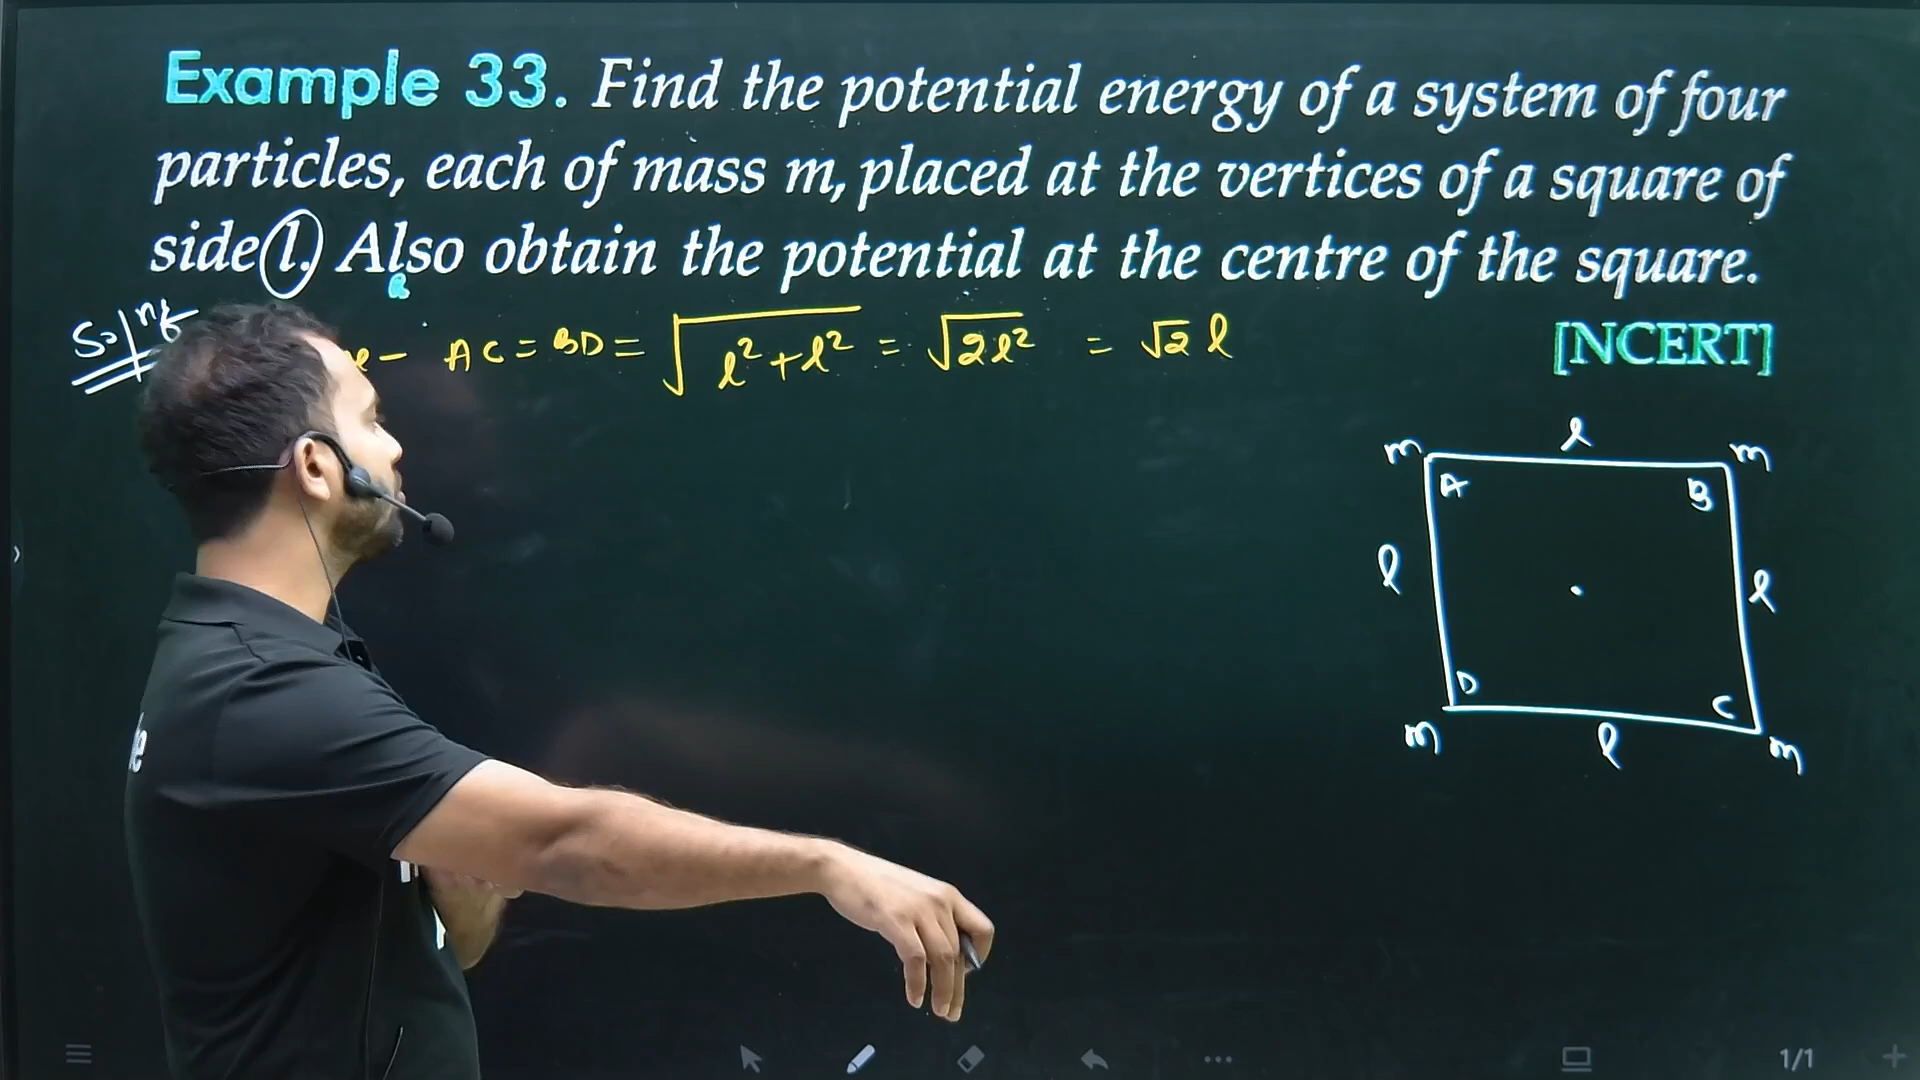 Example 33. Find the potential energy of a system of four
particles, each of mass m, placed at the vertices of a square of
side l. Also obtain the potential at the centre of the square.
[NCERT]
AC = BD = √(l² + l²) = √(2l²) = √2 l
l
m m
A B
l l
D C
m l m
1/1